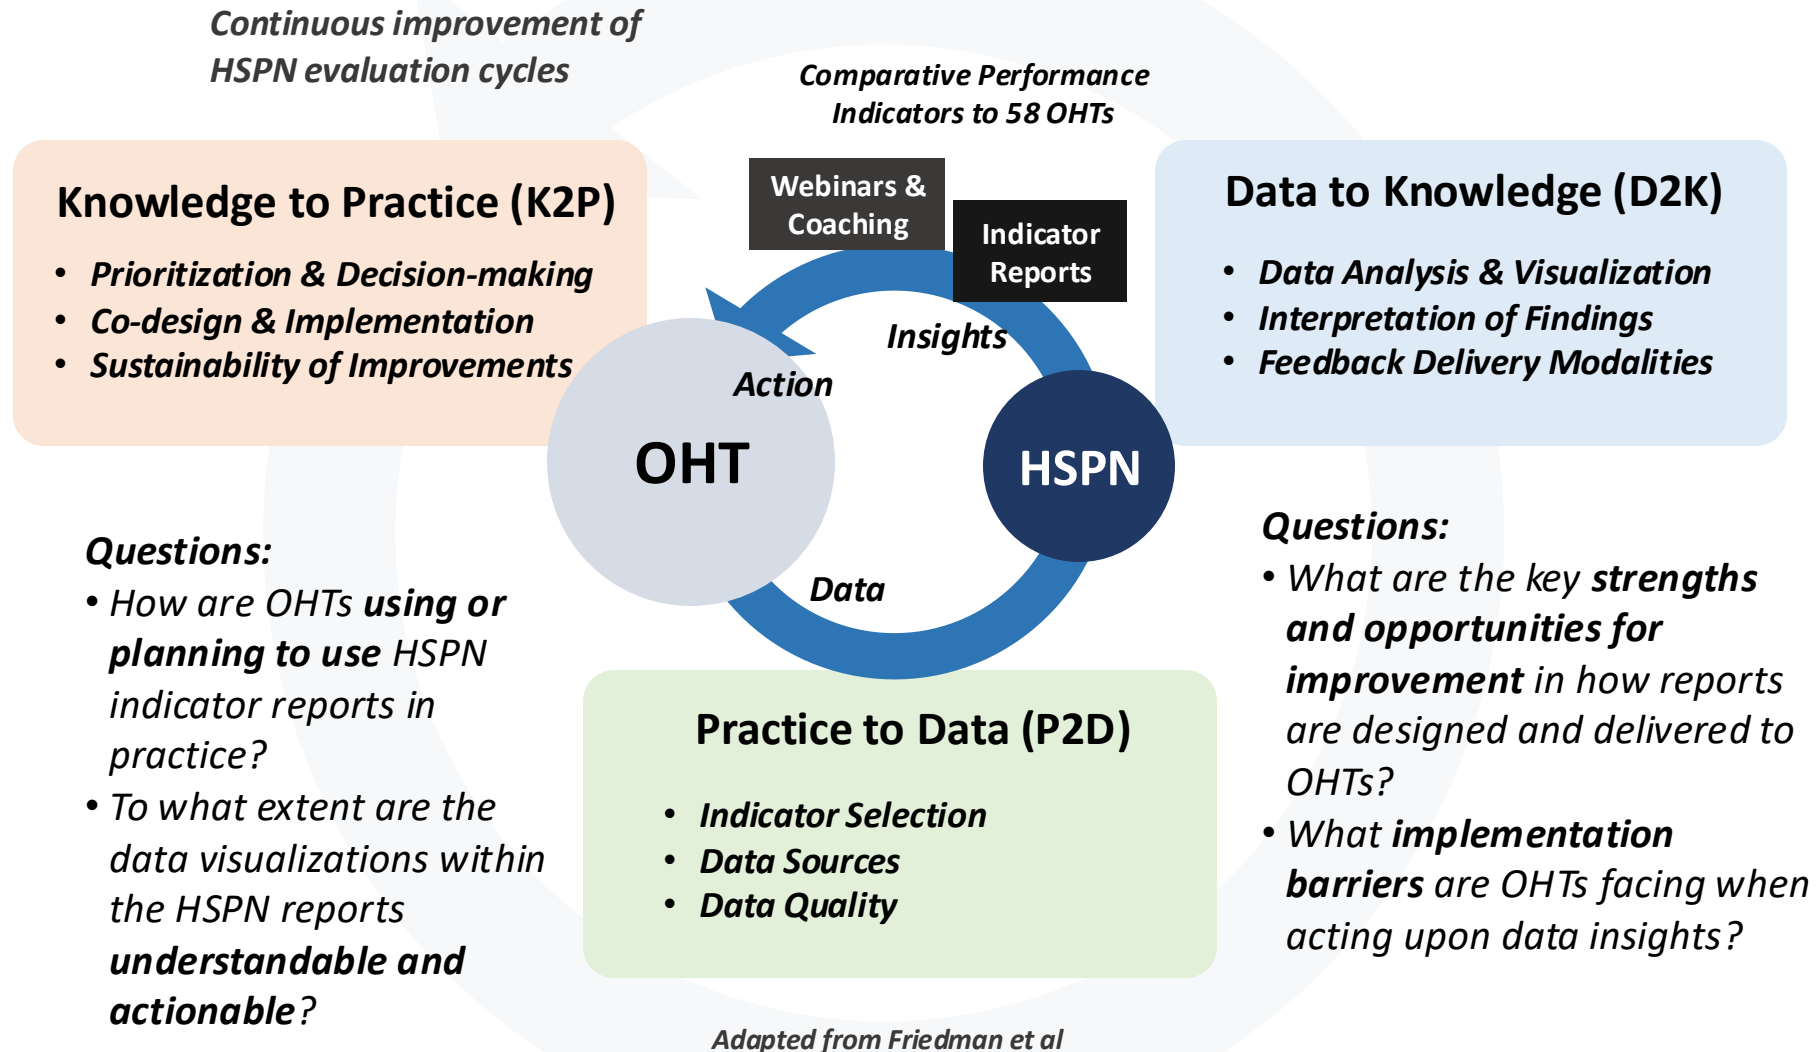 Continuous improvement of
HSPN evaluation cycles
Comparative Performance
Indicators to 58 OHTs
Knowledge to Practice (K2P)
• Prioritization & Decision-making
• Co-design & Implementation
• Sustainability of Improvements
Webinars &
Coaching
Indicator
Reports
Data to Knowledge (D2K)
• Data Analysis & Visualization
• Interpretation of Findings
• Feedback Delivery Modalities
Insights
Action
OHT
HSPN
Data
Questions:
• How are OHTs using or
planning to use HSPN
indicator reports in
practice?
• To what extent are the
data visualizations within
the HSPN reports
understandable and
actionable?
Practice to Data (P2D)
• Indicator Selection
• Data Sources
• Data Quality
Questions:
• What are the key strengths
and opportunities for
improvement in how reports
are designed and delivered to
OHTs?
• What implementation
barriers are OHTs facing when
acting upon data insights?
Adapted from Friedman et al